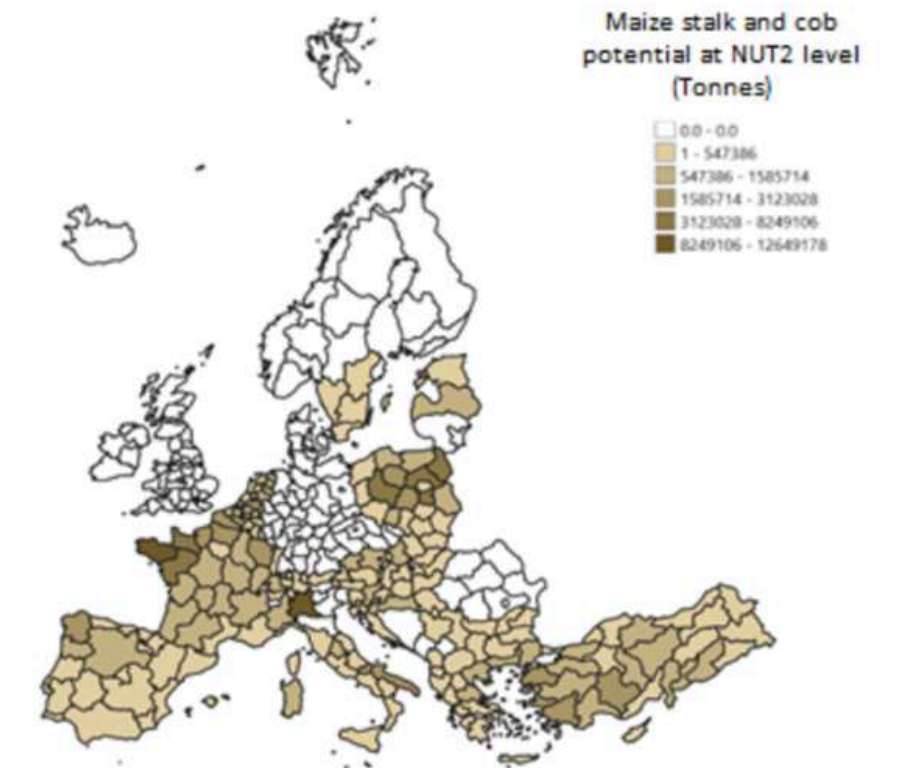 Maize stalk and cob
potential at NUT2 level
(Tonnes)
0.0 - 0.0
1 - 547386
547386 - 1585714
1585714 - 3123028
3123028 - 8249106
8249106 - 12649178